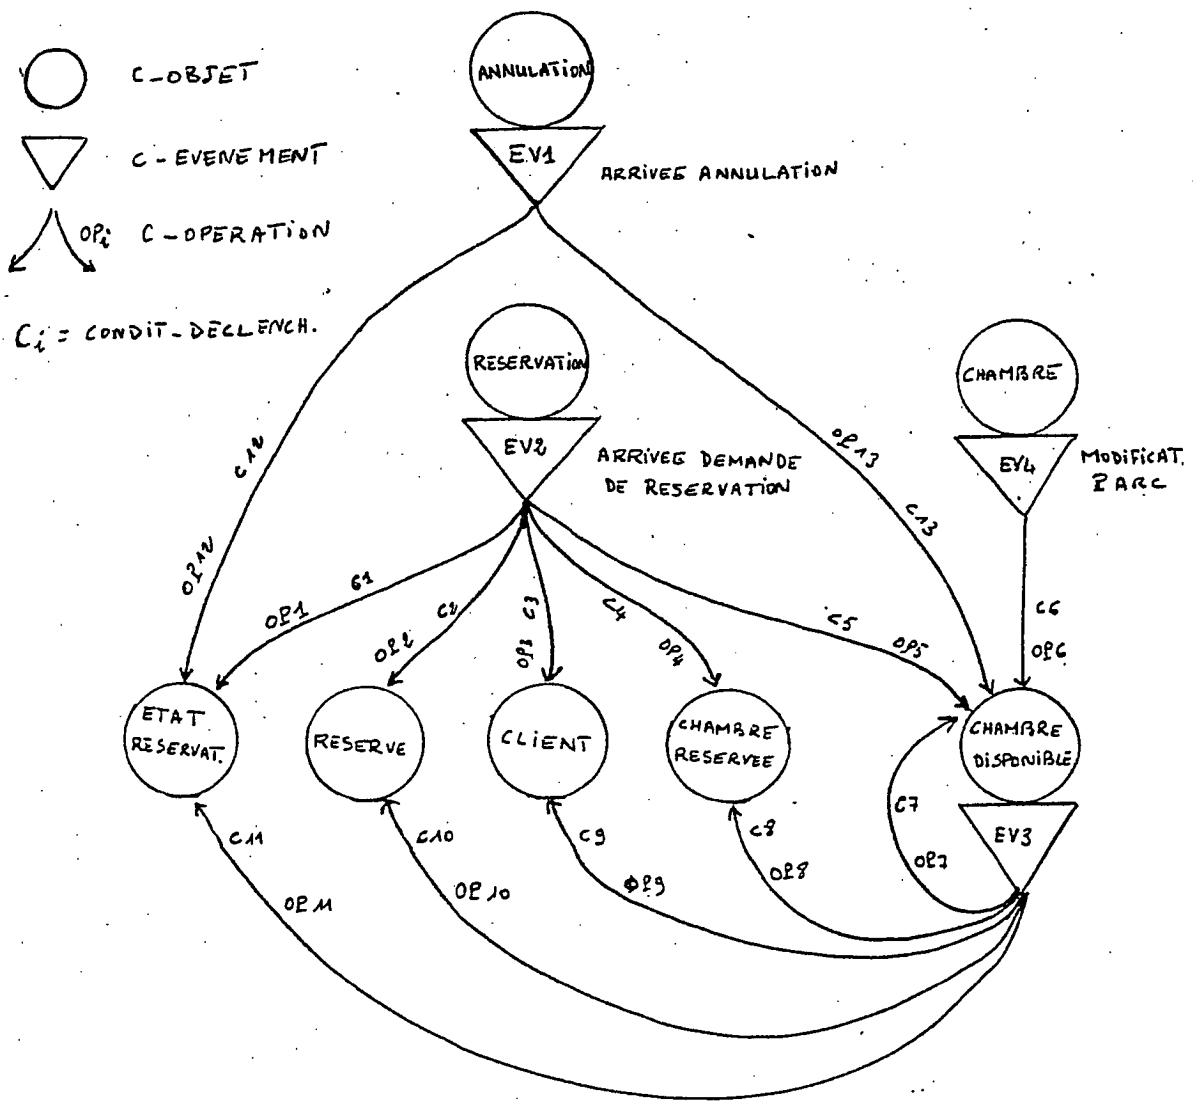 C-OBJET
C-EVENEMENT
OPi C-OPERATION
Ci = CONDIT-DECLENCH.
ANNULATION
EV1
ARRIVEE ANNULATION
RESERVATION
EV2
ARRIVEE DEMANDE
DE RESERVATION
CHAMBRE
EV4
MODIFICAT.
PARC
C12
OP12
OP13
C13
C1
OP1
C2
OP2
C3
OP3
C4
OP4
C5
OP5
C6
OP6
ETAT
RESERVAT.
RESERVE
CLIENT
CHAMBRE
RESERVEE
CHAMBRE
DISPONIBLE
EV3
C7
OP7
C8
OP8
C9
OP9
C10
OP10
C11
OP11